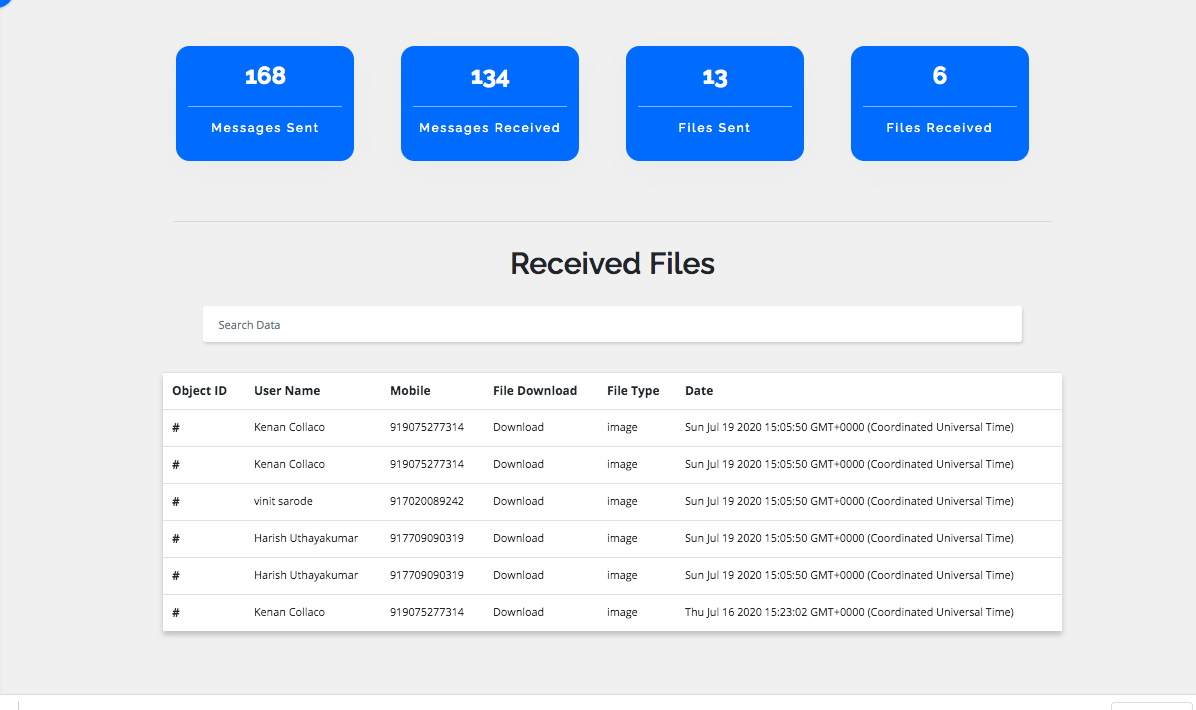 168 134 13 6
Messages Sent Messages Received Files Sent Files Received
Received Files
Search Data
Object ID User Name Mobile File Download File Type Date
# Kenan Collaco 919075277314 Download image Sun Jul 19 2020 15:05:50 GMT+0000 (Coordinated Universal Time)
# Kenan Collaco 919075277314 Download image Sun Jul 19 2020 15:05:50 GMT+0000 (Coordinated Universal Time)
# vinit sarode 917020089242 Download image Sun Jul 19 2020 15:05:50 GMT+0000 (Coordinated Universal Time)
# Harish Uthayakumar 917709090319 Download image Sun Jul 19 2020 15:05:50 GMT+0000 (Coordinated Universal Time)
# Harish Uthayakumar 917709090319 Download image Sun Jul 19 2020 15:05:50 GMT+0000 (Coordinated Universal Time)
# Kenan Collaco 919075277314 Download image Thu Jul 16 2020 15:23:02 GMT+0000 (Coordinated Universal Time)